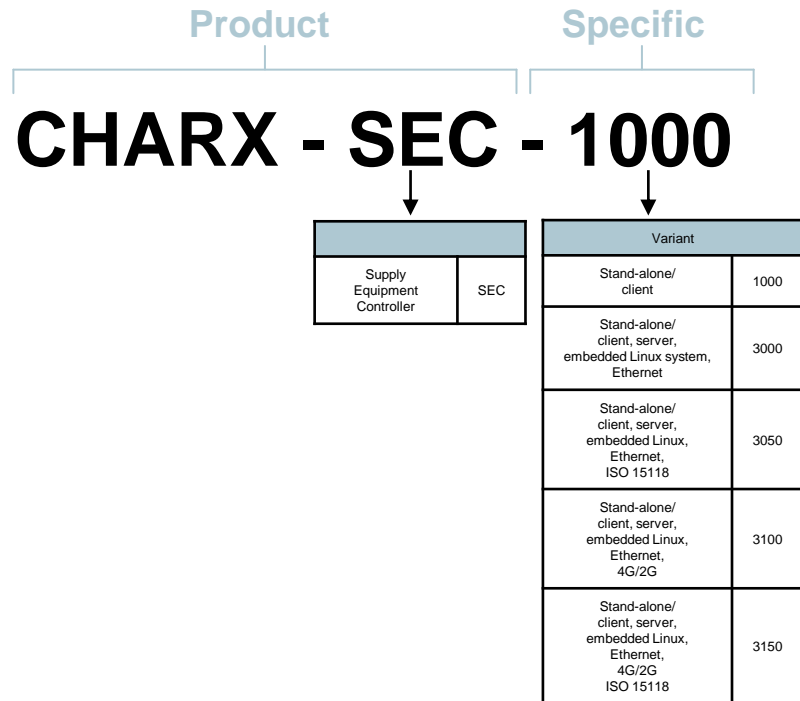 Product Specific
CHARX - SEC - 1000
Supply
Equipment
Controller
SEC
Variant
Stand-alone/
client
1000
Stand-alone/
client, server,
embedded Linux system,
Ethernet
3000
Stand-alone/
client, server,
embedded Linux,
Ethernet,
ISO 15118
3050
Stand-alone/
client, server,
embedded Linux,
Ethernet,
4G/2G
3100
Stand-alone/
client, server,
embedded Linux,
Ethernet,
4G/2G
ISO 15118
3150